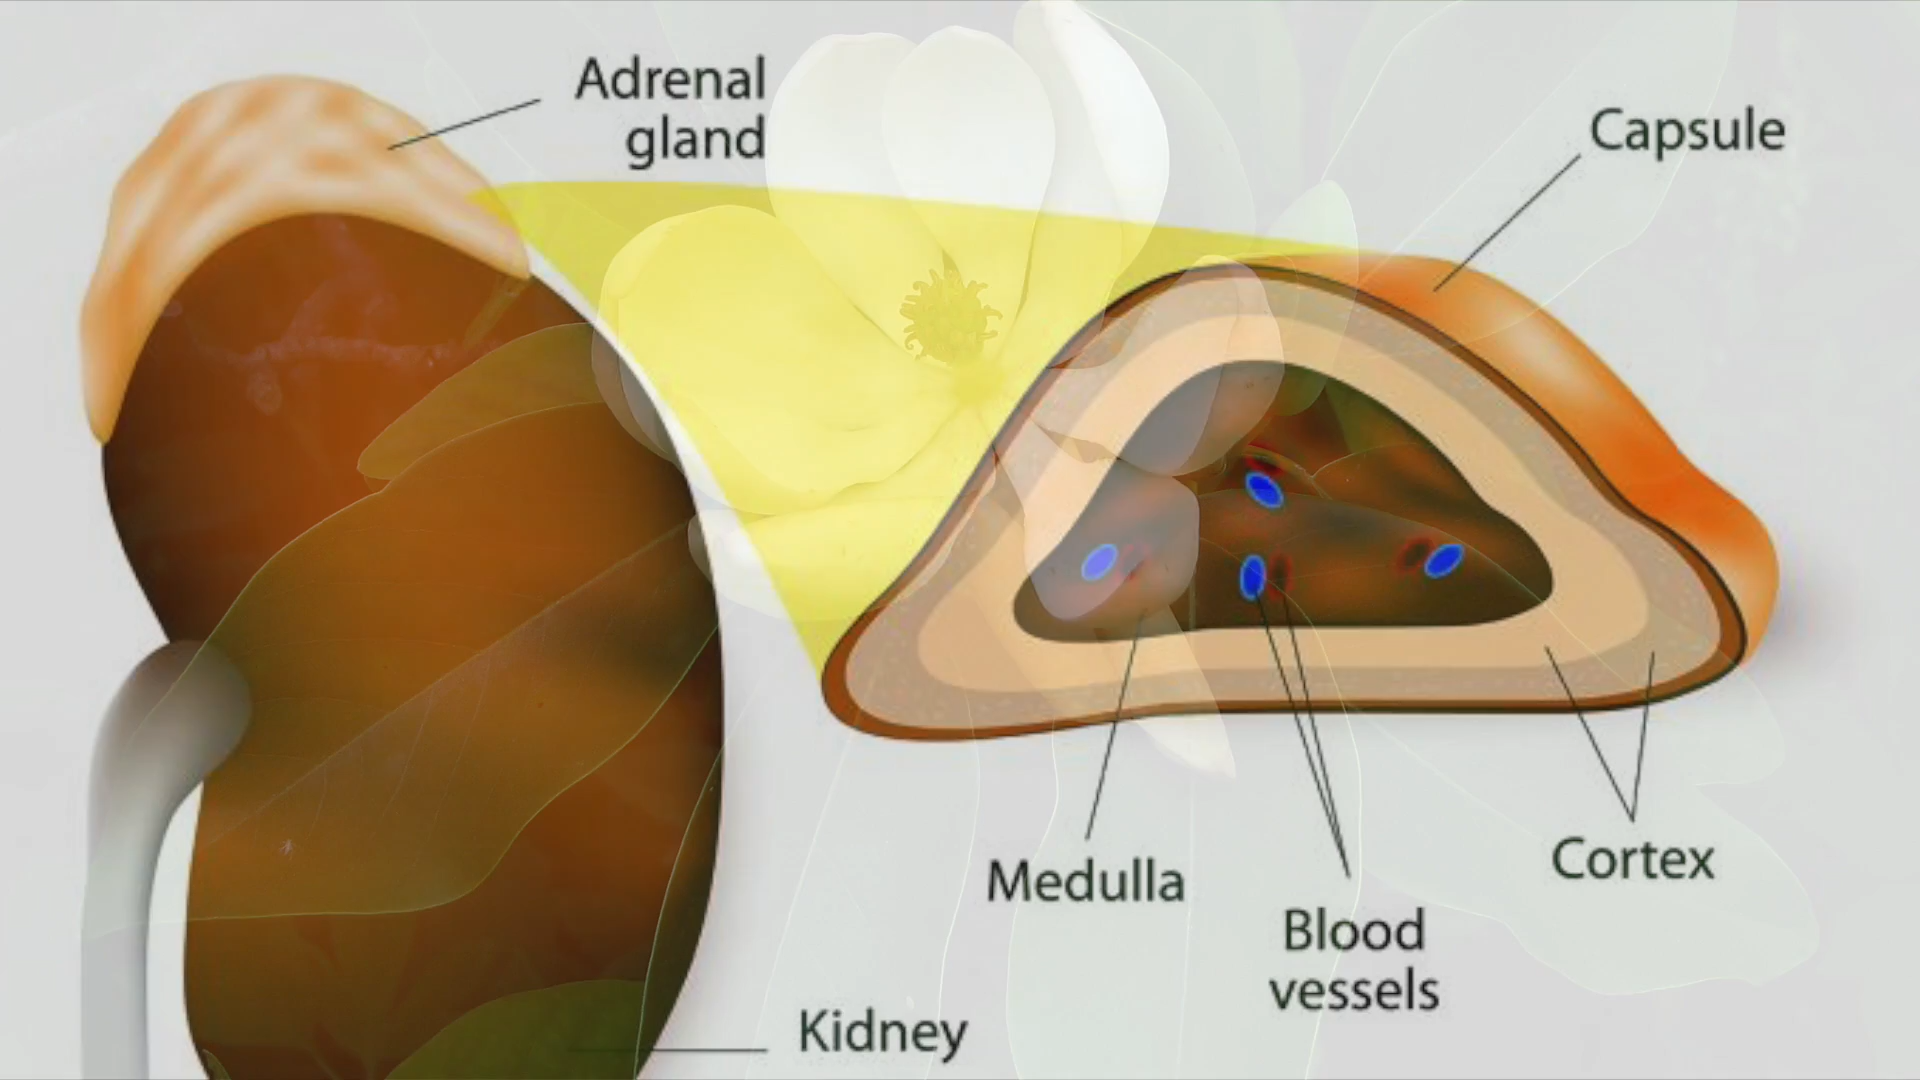 Adrenal
gland
Capsule
Medulla
Blood
vessels
Cortex
Kidney